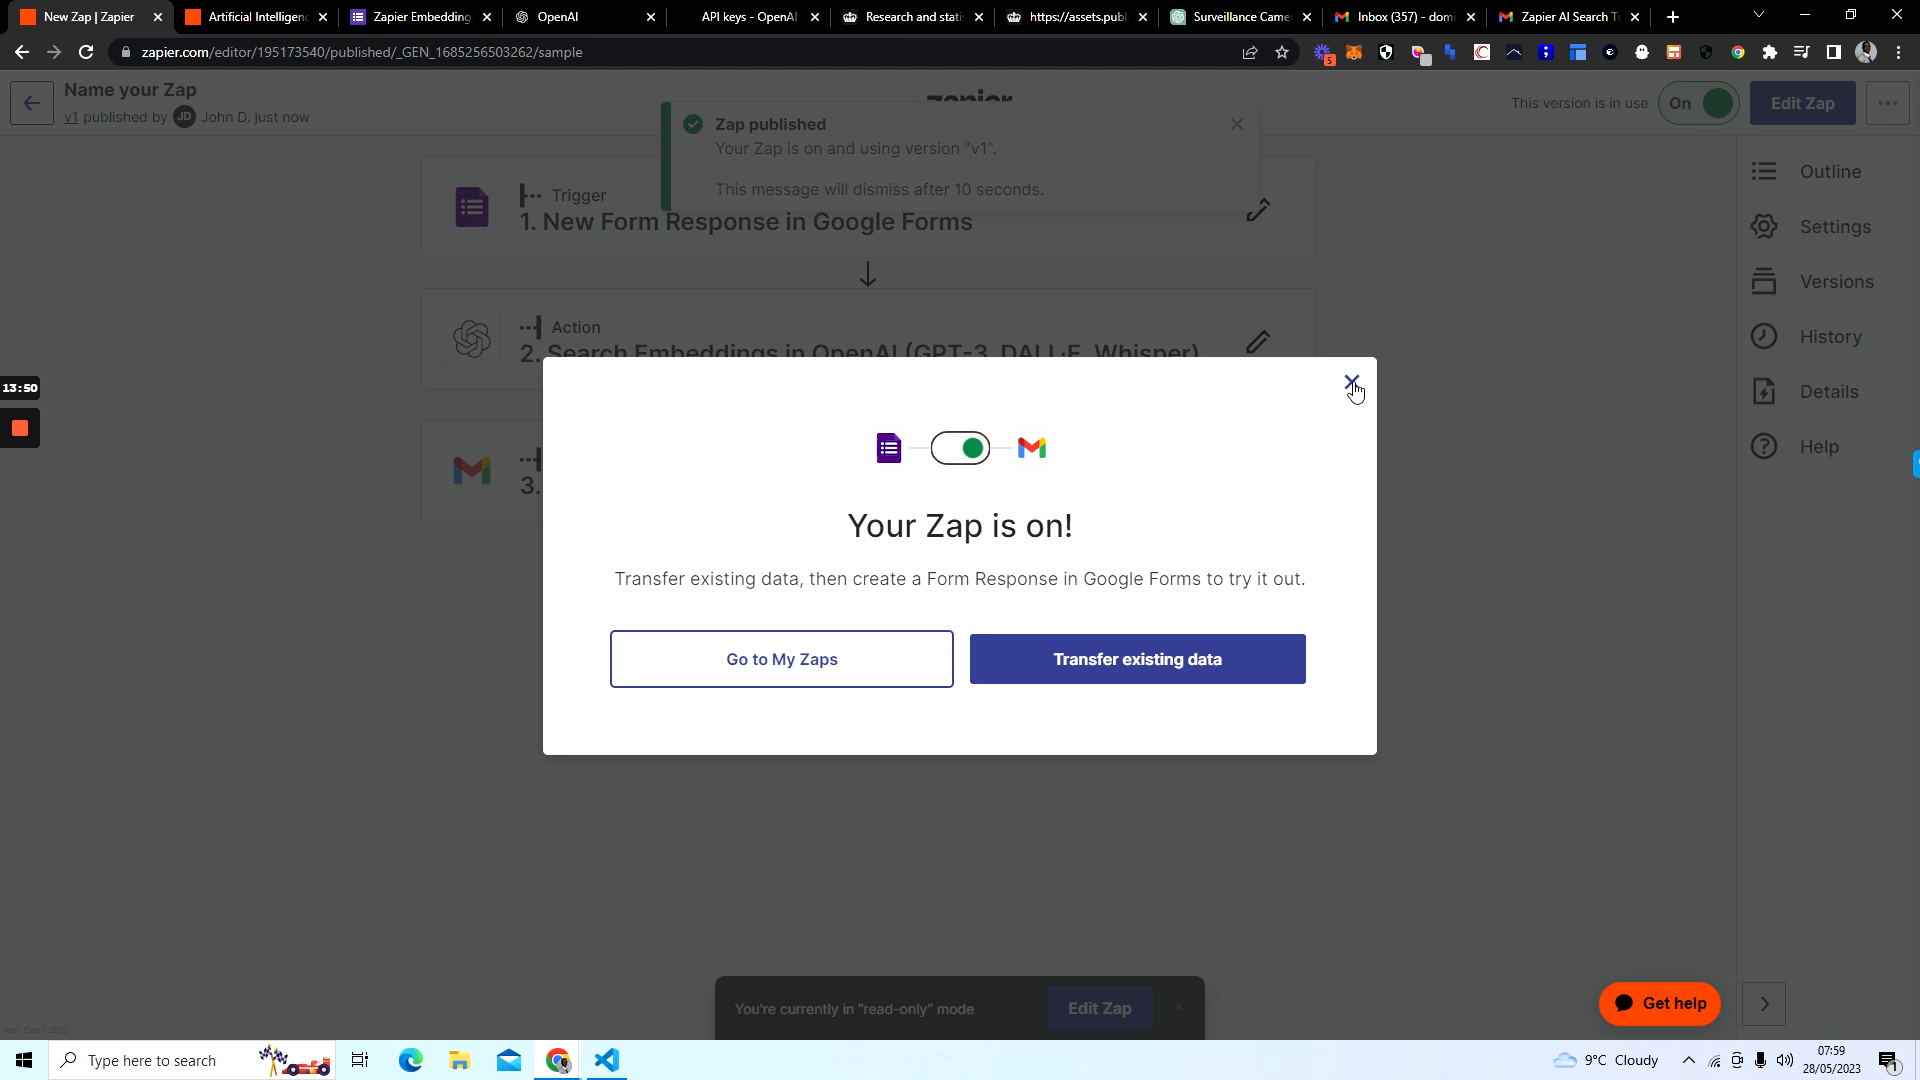 New Zap | Zapier
Artificial Intelligen
Zapier Embedding
OpenAI
API keys - OpenAI
Research and stati
https://assets.publ
Surveillance Came
Inbox (357) - domi
Zapier AI Search Tu
zapier.com/editor/195173540/published/_GEN_1685256503262/sample
5
Name your Zap
v1 published by JD John D. just now
zapier
This version is in use
On
Edit Zap
Zap published
Your Zap is on and using version "v1".
This message will dismiss after 10 seconds.
Trigger
1. New Form Response in Google Forms
Action
2. Search Embeddings in OpenAI (GPT-3, DALL·E, Whisper)
3.
Outline
Settings
Versions
History
Details
Help
13:50
Your Zap is on!
Transfer existing data, then create a Form Response in Google Forms to try it out.
Go to My Zaps
Transfer existing data
You're currently in "read-only" mode
Edit Zap
Get help
Type here to search
9°C Cloudy
07:59
28/05/2023
1